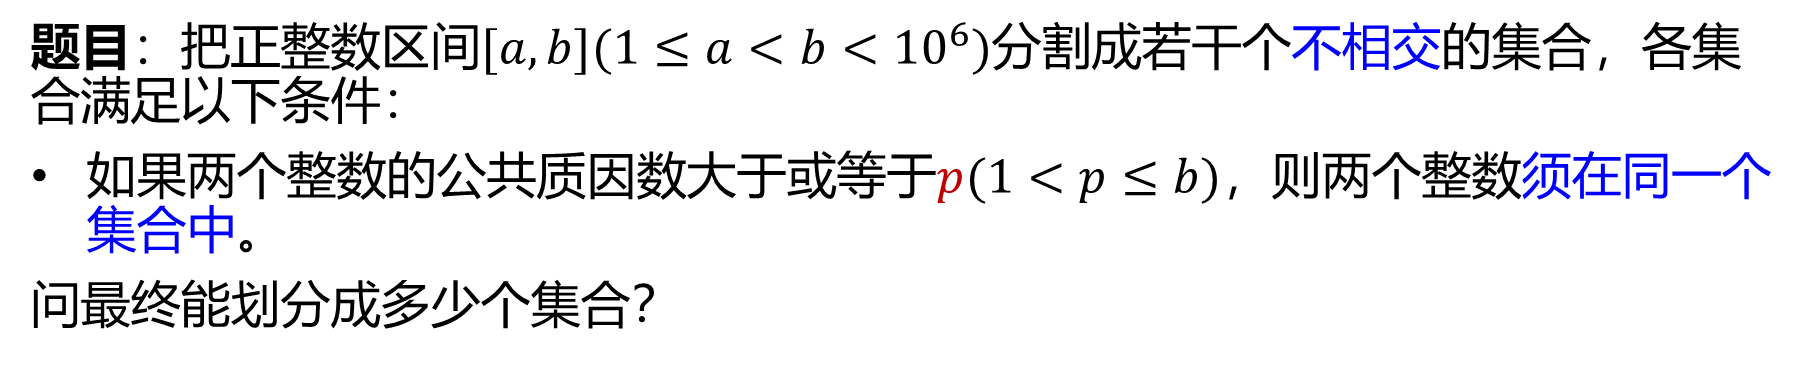 题目：把正整数区间[a, b](1 ≤ a < b < 10⁶)分割成若干个不相交的集合，各集
合满足以下条件：
• 如果两个整数的公共质因数大于或等于p(1 < p ≤ b)，则两个整数须在同一个
集合中。
问最终能划分成多少个集合？